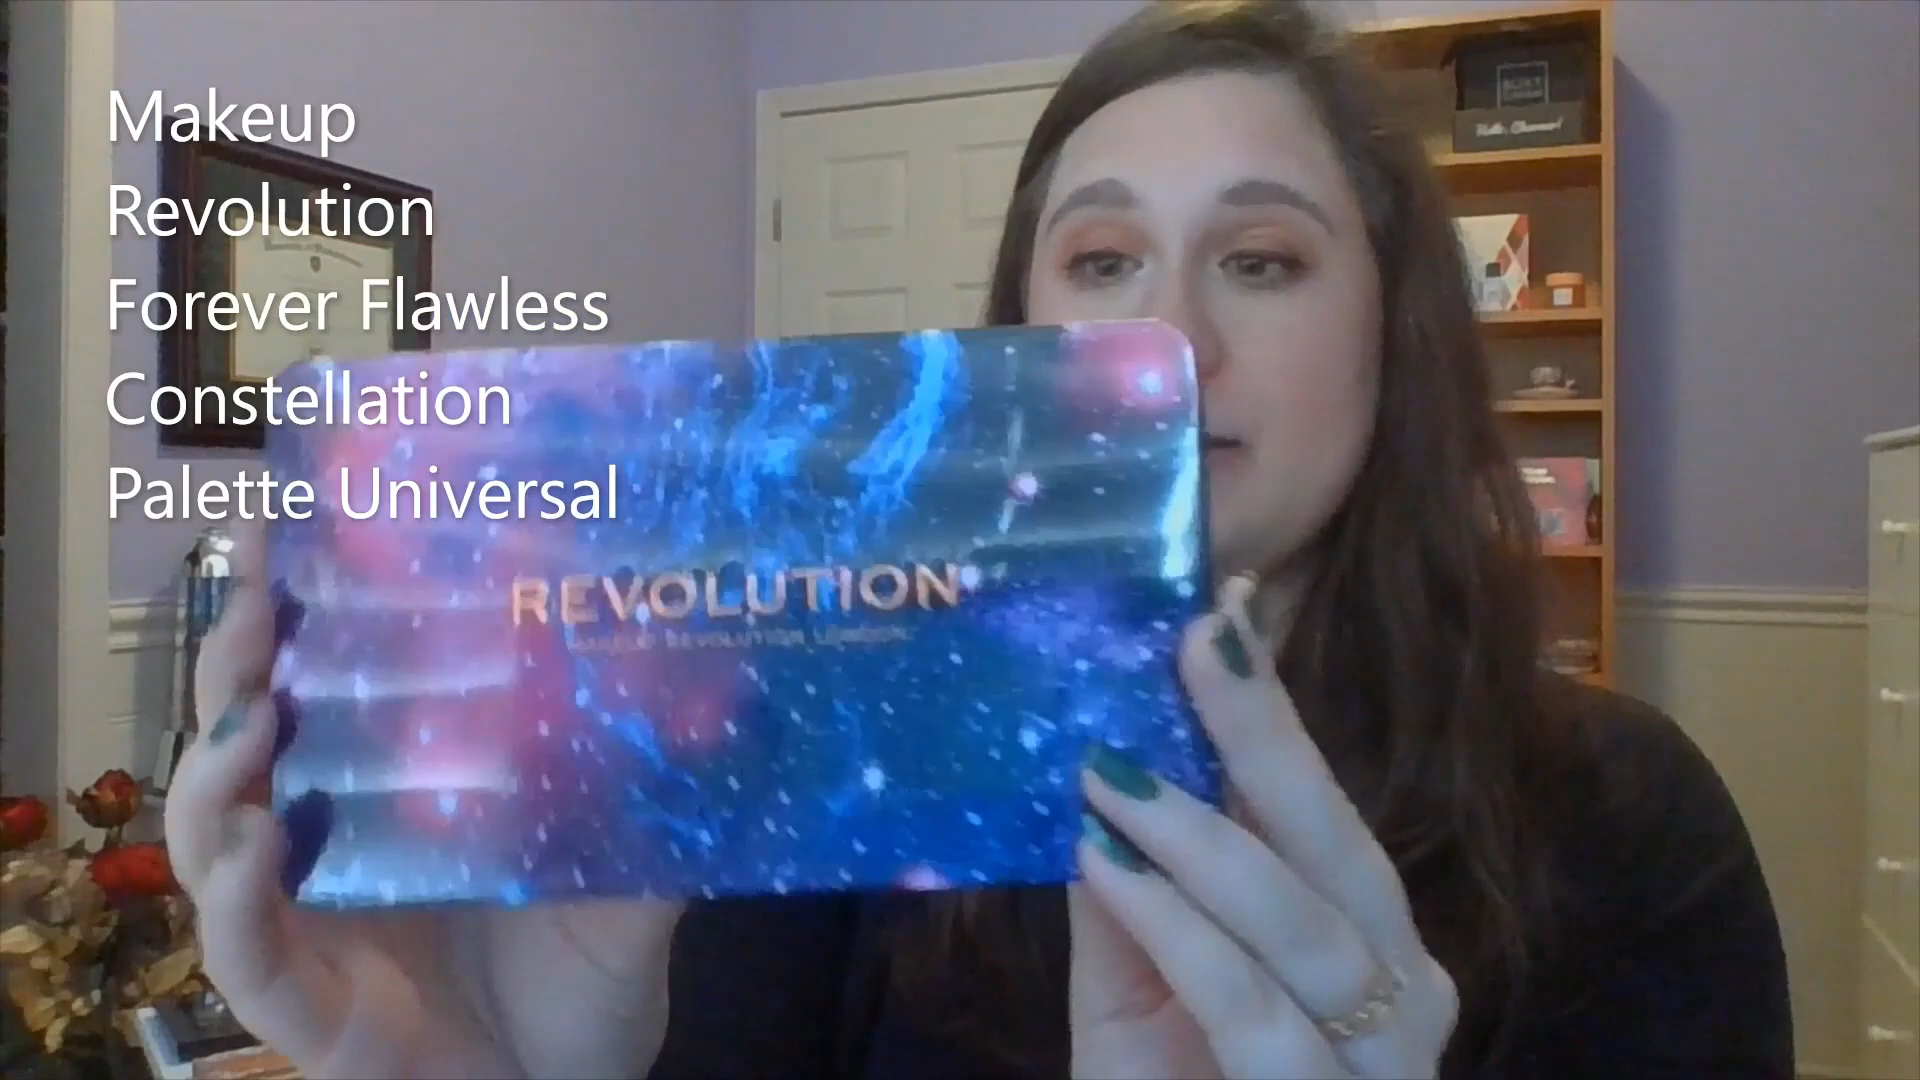 Makeup
Revolution
Forever Flawless
Constellation
Palette Universal
REVOLUTION
MAKEUP REVOLUTION LONDON